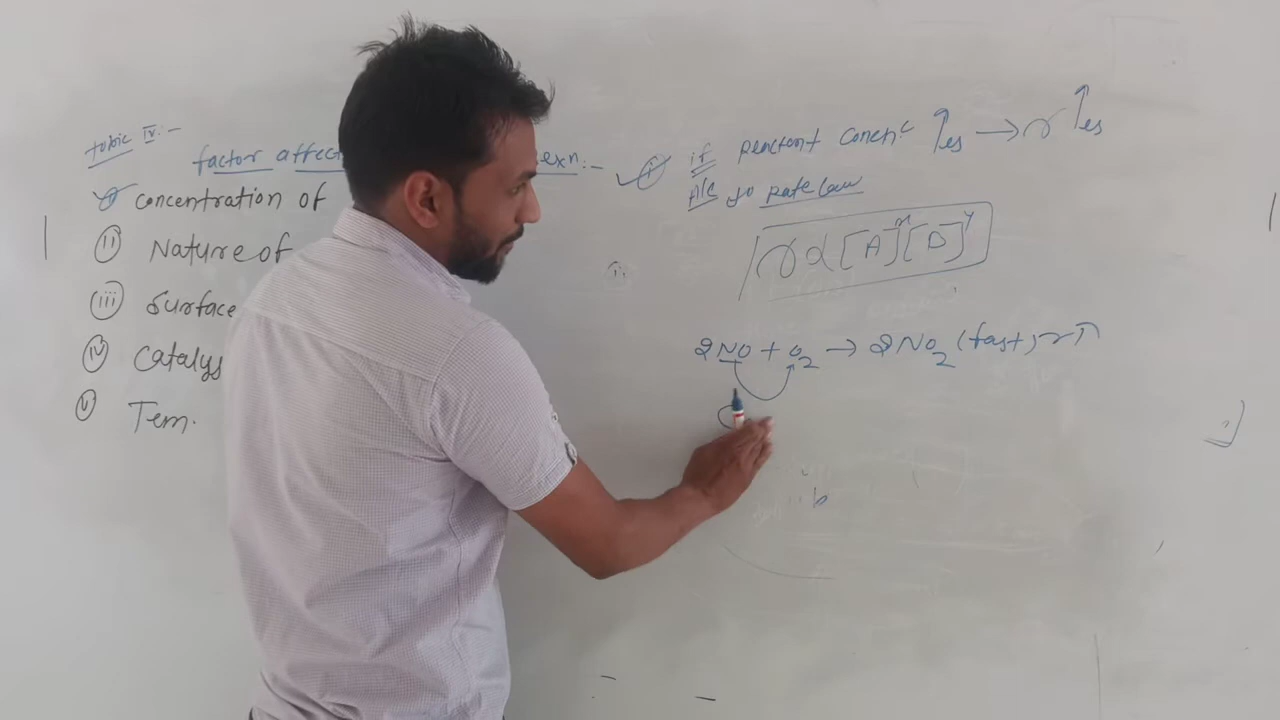 topic IV:-
factor affec exn:-
(i) concentration of
(ii) Nature of
(iii) Surface
(iv) Catalys
(v) Tem.
(i) if reactant concn ↑es → r ↑es
A/c to rate law
r ∝ [A]^x [B]^y
2NO + O2 → 2NO2 (fast) r↑